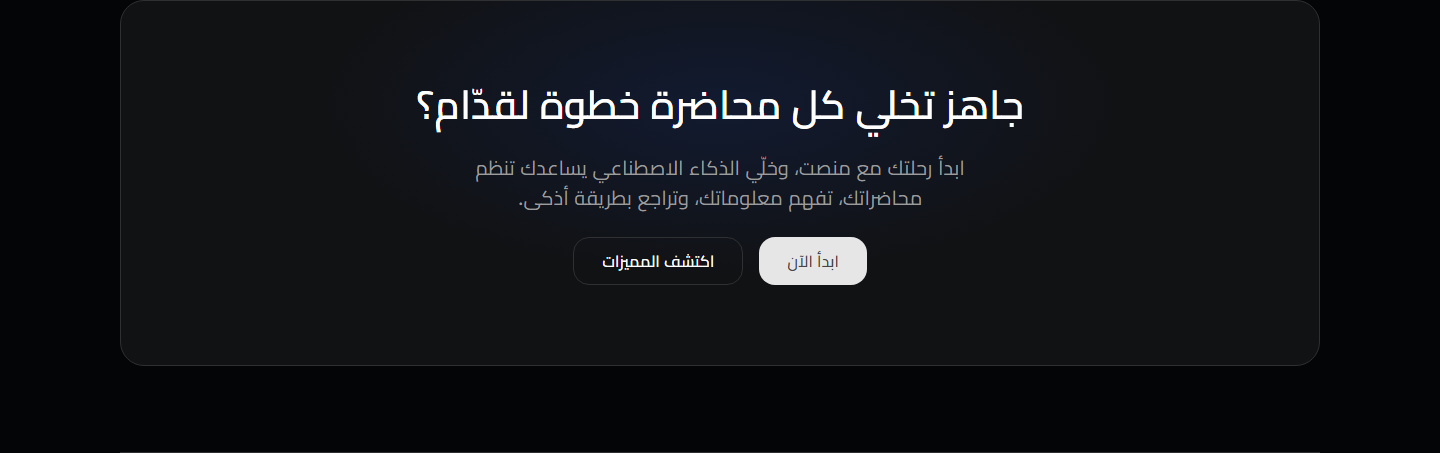 جاهز تخلي كل محاضرة خطوة لقدّام؟
ابدأ رحلتك مع منصت، وخلّي الذكاء الاصطناعي يساعدك تنظم
محاضراتك، تفهم معلوماتك، وتراجع بطريقة أذكى.
ابدأ الآن
اكتشف المميزات